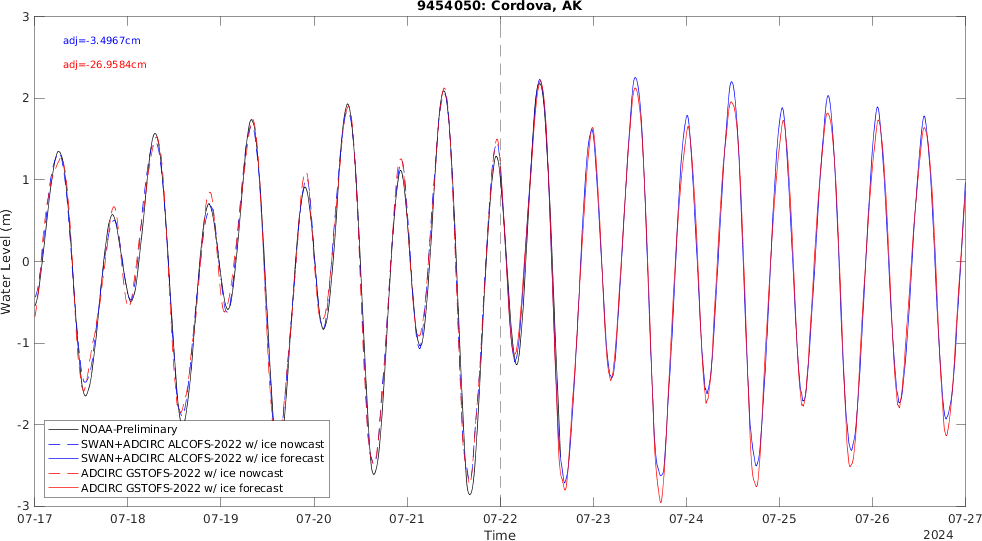 9454050: Cordova, AK
adj=-3.4967cm
adj=-26.9584cm
Water Level (m)
3
2
1
0
-1
-2
-3
NOAA-Preliminary
SWAN+ADCIRC ALCOFS-2022 w/ ice nowcast
SWAN+ADCIRC ALCOFS-2022 w/ ice forecast
ADCIRC GSTOFS-2022 w/ ice nowcast
ADCIRC GSTOFS-2022 w/ ice forecast
07-17 07-18 07-19 07-20 07-21 07-22 07-23 07-24 07-25 07-26 07-27
Time
2024